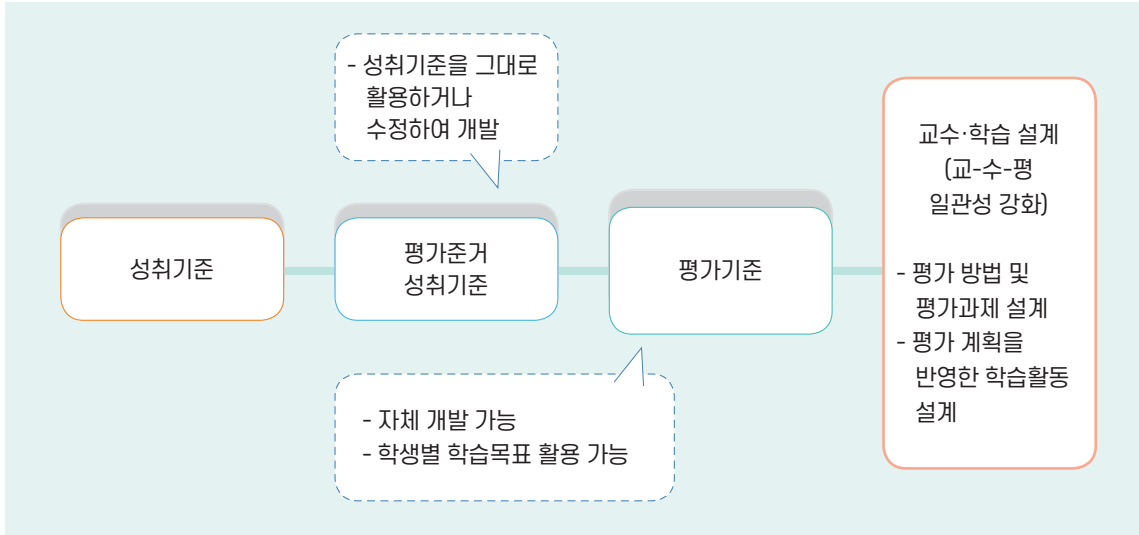 - 성취기준을 그대로
활용하거나
수정하여 개발
성취기준
평가준거
성취기준
평가기준
- 자체 개발 가능
- 학생별 학습목표 활용 가능
교수·학습 설계
(교-수-평
일관성 강화)
- 평가 방법 및
평가과제 설계
- 평가 계획을
반영한 학습활동
설계